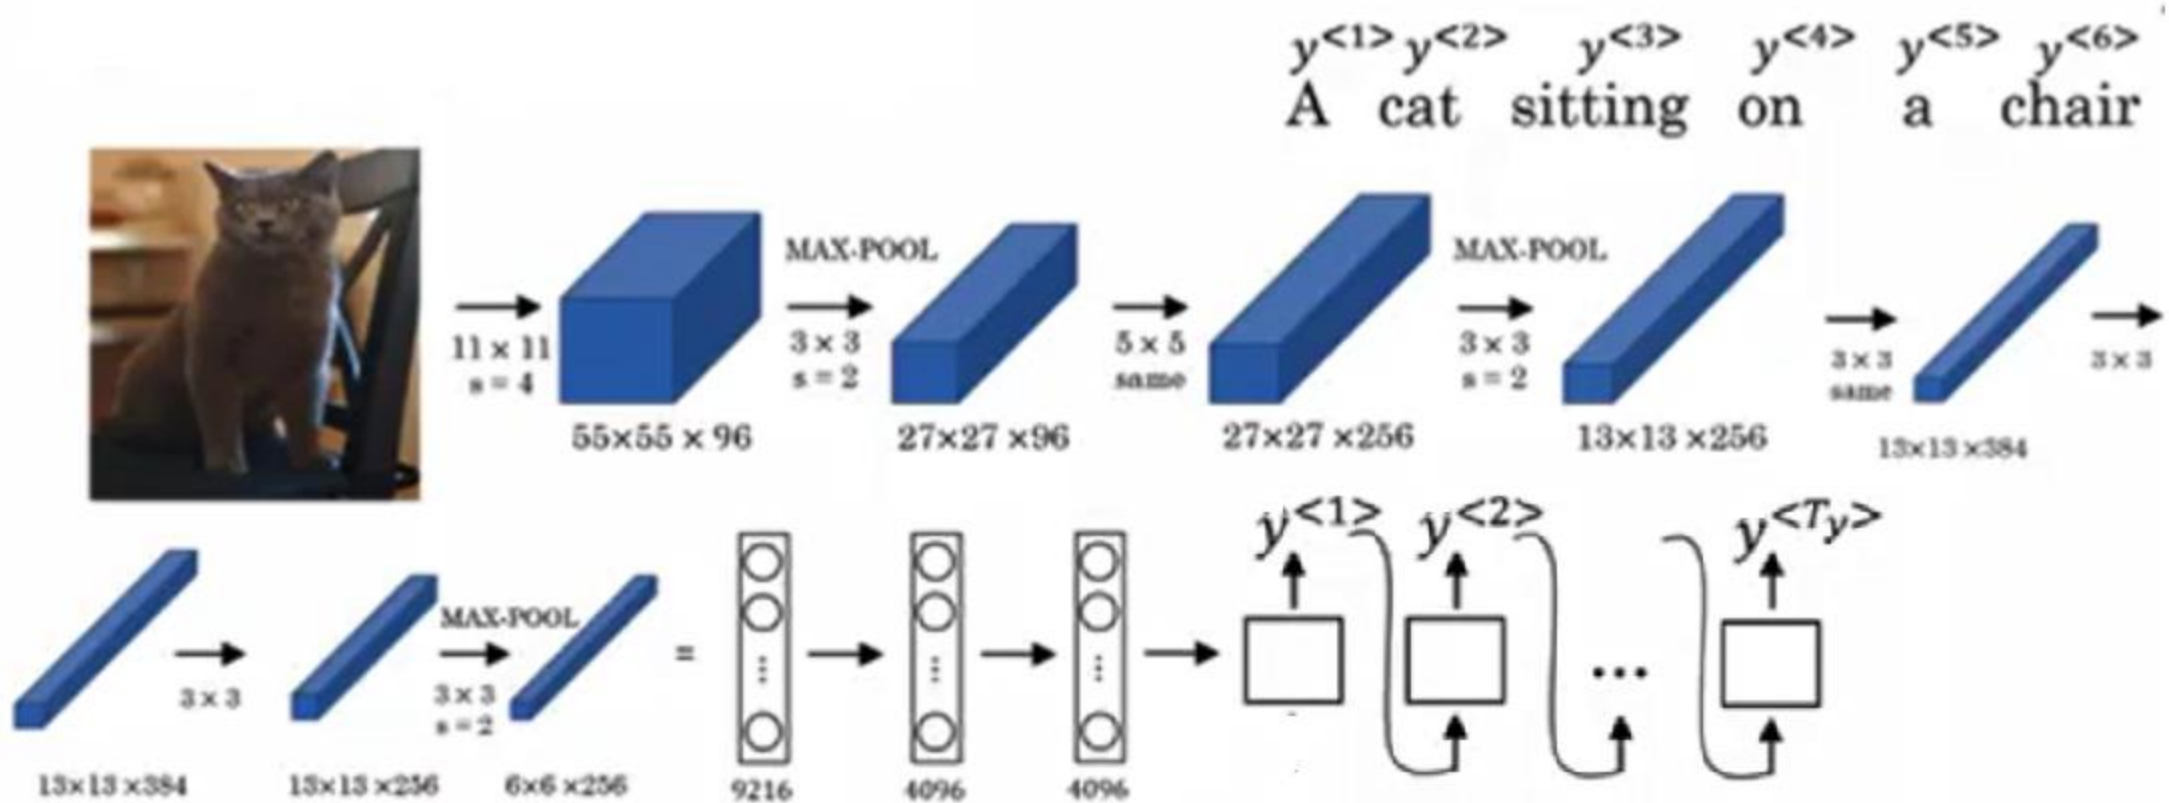 y<1> y<2> y<3> y<4> y<5> y<6>
A cat sitting on a chair
MAX-POOL
MAX-POOL
11 × 11
s = 4
3 × 3
s = 2
5 × 5
same
3 × 3
s = 2
3 × 3
same
3 × 3
55×55 × 96
27×27 ×96
27×27 ×256
13×13 ×256
13×13 ×384
y<1> y<2> y<Ty>
MAX-POOL
=
...
3 × 3
3 × 3
s = 2
13×13 ×384
13×13 ×256
6×6 ×256
9216
4096
4096